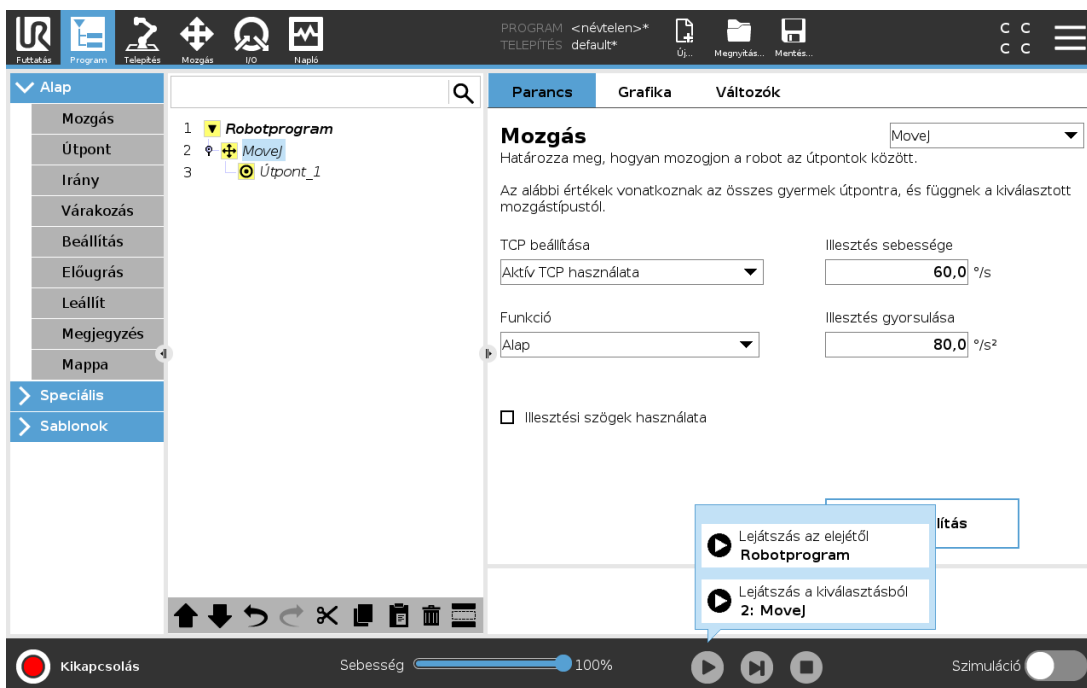 UR
Futtatás
Program
Telepítés
Mozgás
I/O
Napló
PROGRAM <névtelen>*
TELEPÍTÉS default*
Új...
Megnyitás...
Mentés...
C C
C C
Alap
Mozgás
Útpont
Irány
Várakozás
Beállítás
Előugrás
Leállít
Megjegyzés
Mappa
Speciális
Sablonok
1 Robotprogram
2 MoveJ
3 Útpont_1
Parancs Grafika Változók
Mozgás
MoveJ
Határozza meg, hogyan mozogjon a robot az útpontok között.
Az alábbi értékek vonatkoznak az összes gyermek útpontra, és függnek a kiválasztott
mozgástípustól.
TCP beállítása
Illesztés sebessége
Aktív TCP használata
60,0 °/s
Funkció
Illesztés gyorsulása
Alap
80,0 °/s²
Illesztési szögek használata
lítás
Lejátszás az elejétől
Robotprogram
Lejátszás a kiválasztásból
2: MoveJ
Kikapcsolás
Sebesség
100%
Szimuláció